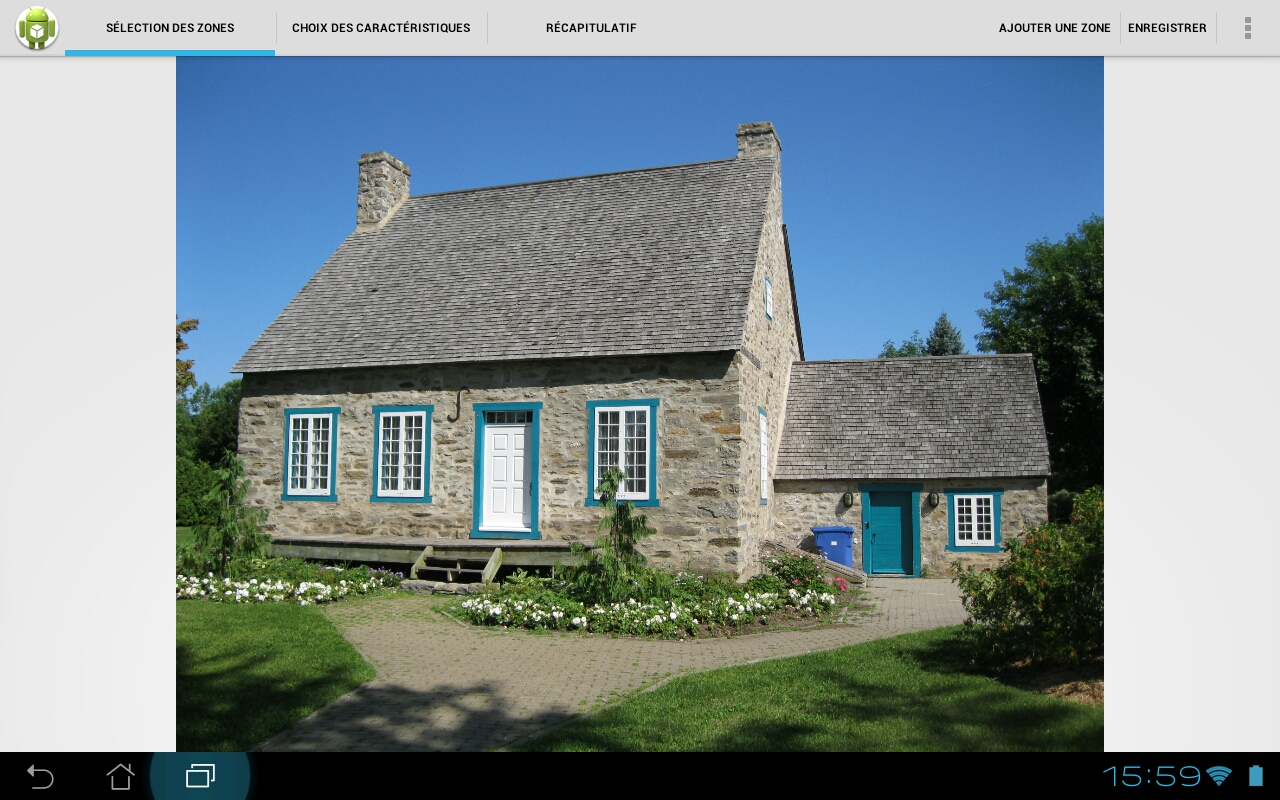 SÉLECTION DES ZONES
CHOIX DES CARACTÉRISTIQUES
RÉCAPITULATIF
AJOUTER UNE ZONE
ENREGISTRER
15:59